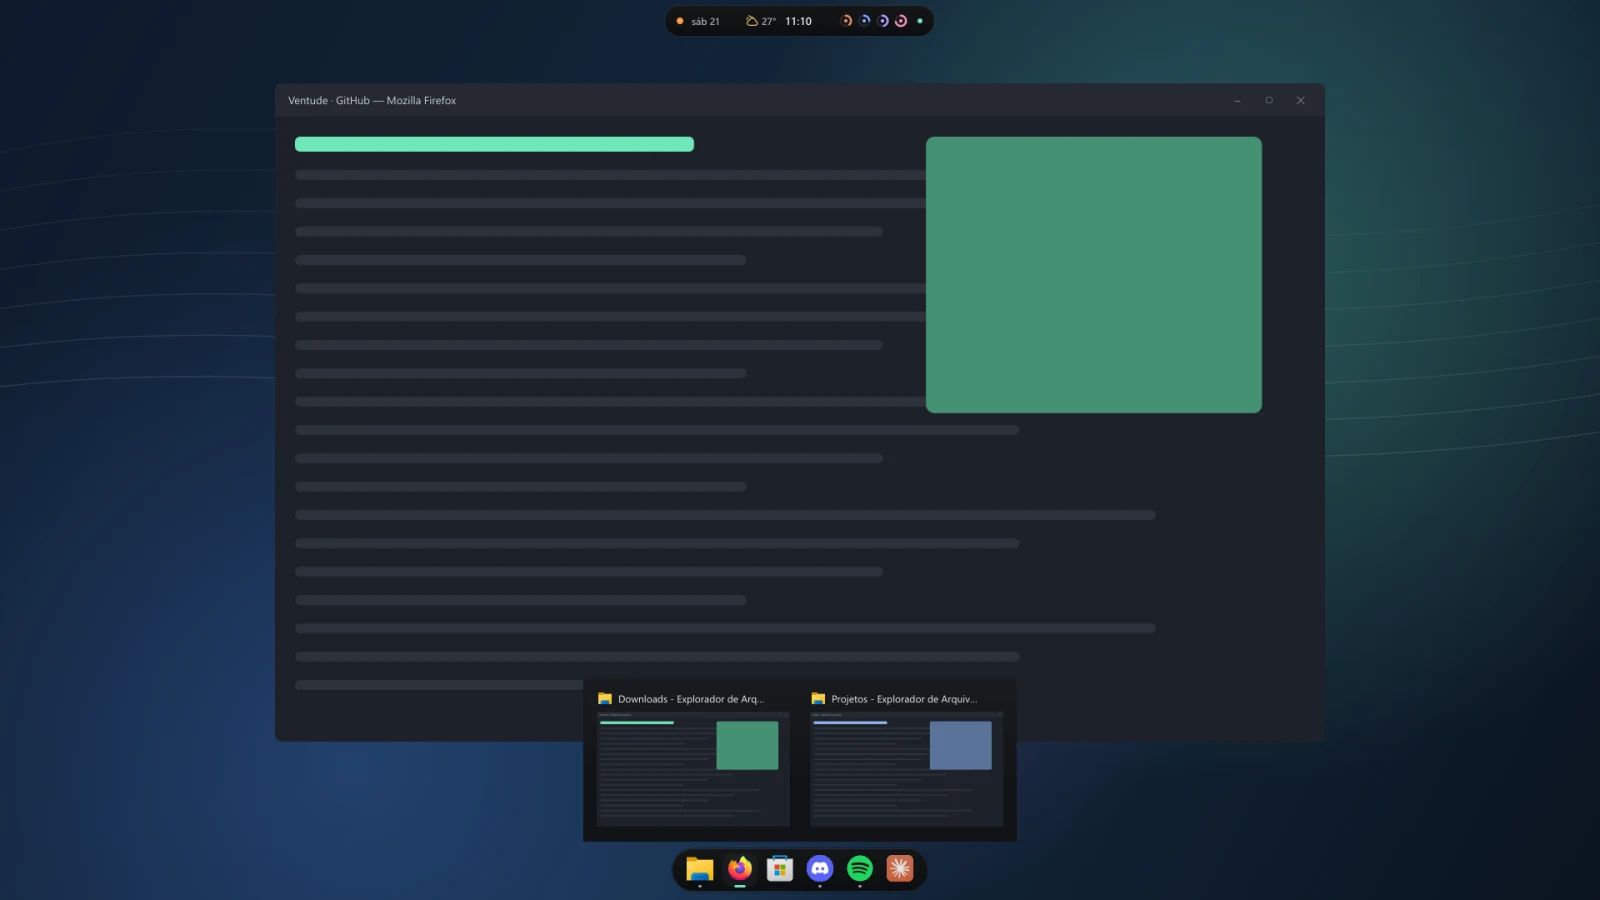 sáb 21 27° 11:10
Ventude · GitHub — Mozilla Firefox
Downloads - Explorador de Arq...
Projetos - Explorador de Arquiv...